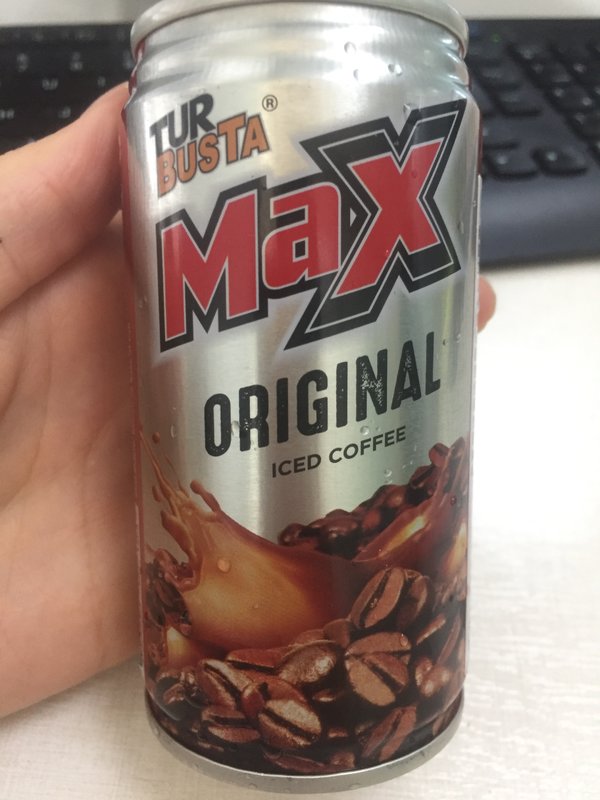 TUR
BUSTA®
MaX
ORIGINAL
ICED COFFEE